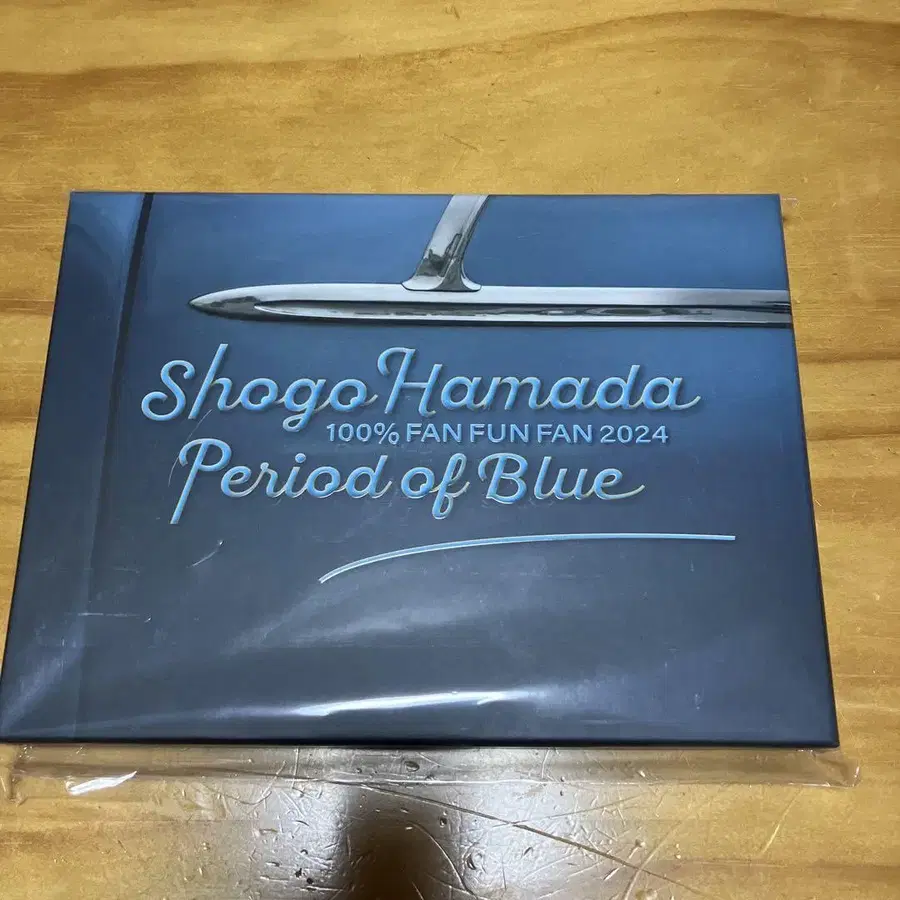 Shogo Hamada
100% FAN FUN FAN 2024
Period of Blue